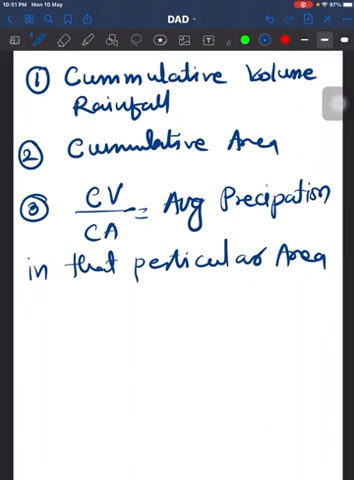 10:51 PM Mon 10 May
97%
DAD
① Cummulative Volume
Rainfall
② Cumulative Area
③ CV
CA
= Avg Precipation
in that perticular Area